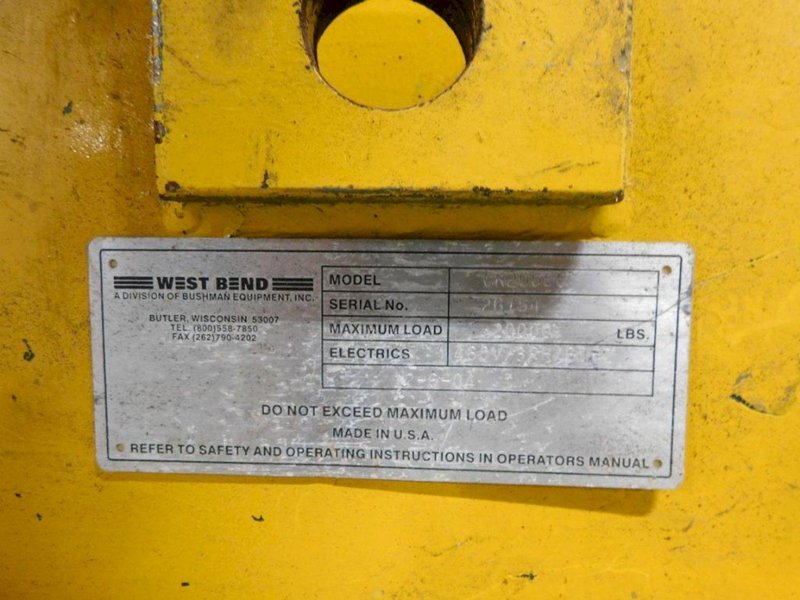 WEST BEND
A DIVISION OF BUSHMAN EQUIPMENT, INC.
BUTLER, WISCONSIN 53007
TEL. (800)558-7850
FAX (262)790-4202
MODEL
SERIAL No.
MAXIMUM LOAD LBS.
ELECTRICS
DO NOT EXCEED MAXIMUM LOAD
MADE IN U.S.A.
REFER TO SAFETY AND OPERATING INSTRUCTIONS IN OPERATORS MANUAL